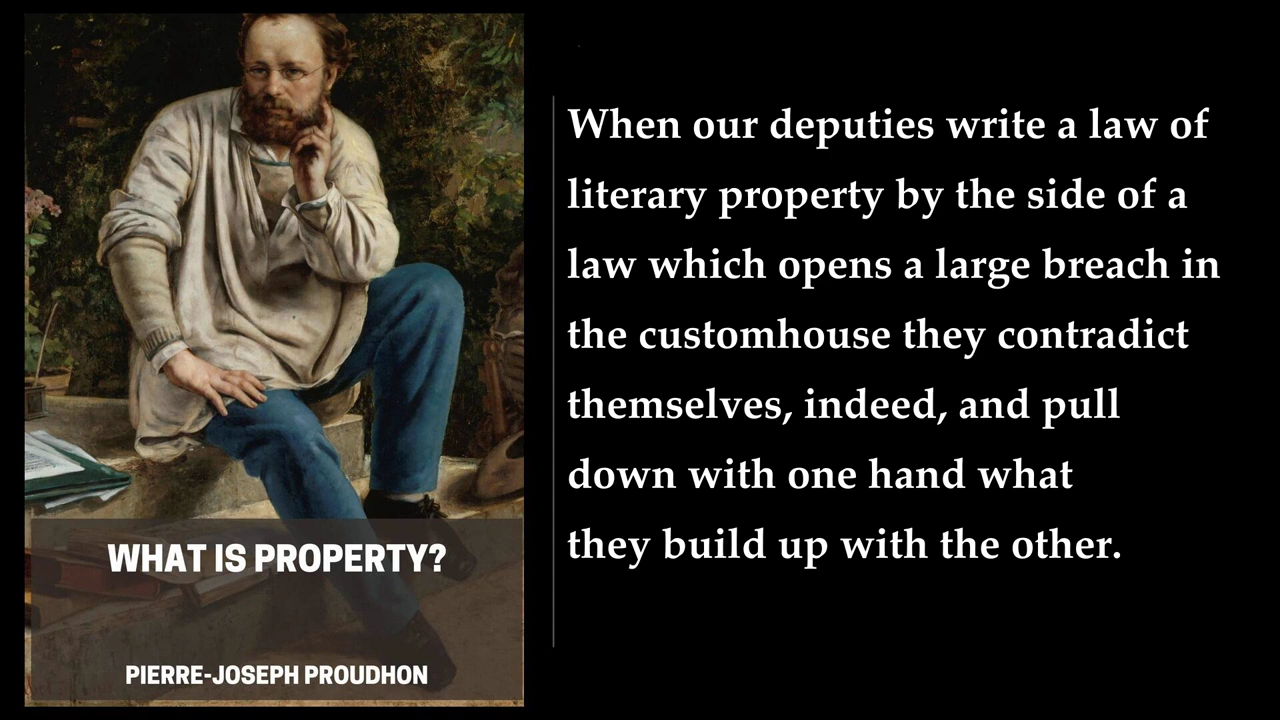 WHAT IS PROPERTY?
PIERRE-JOSEPH PROUDHON
When our deputies write a law of
literary property by the side of a
law which opens a large breach in
the customhouse they contradict
themselves, indeed, and pull
down with one hand what
they build up with the other.